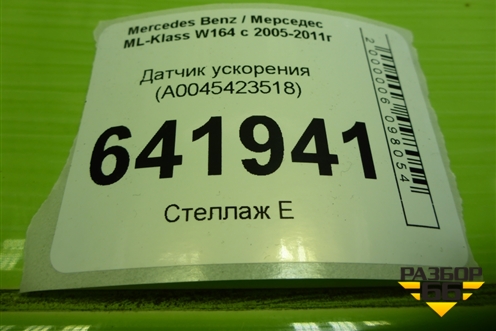 Mercedes Benz / Мерседес
ML-Klass W164 с 2005-2011г
Датчик ускорения
(A0045423518)
641941
Стеллаж Е
2000006098054
РАЗБОР
66